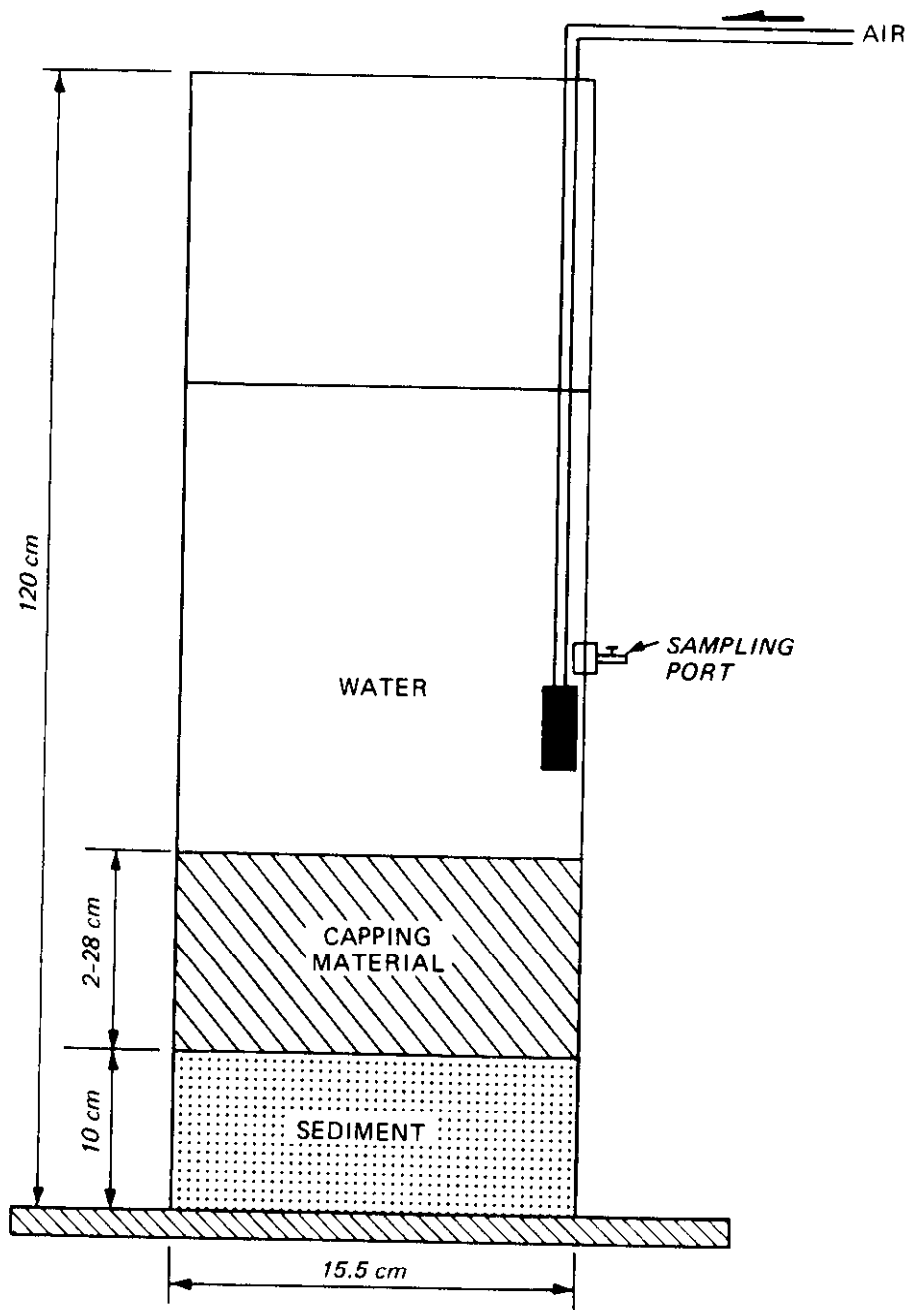 AIR
120 cm
SAMPLING
PORT
WATER
2-28 cm
CAPPING
MATERIAL
10 cm
SEDIMENT
15.5 cm